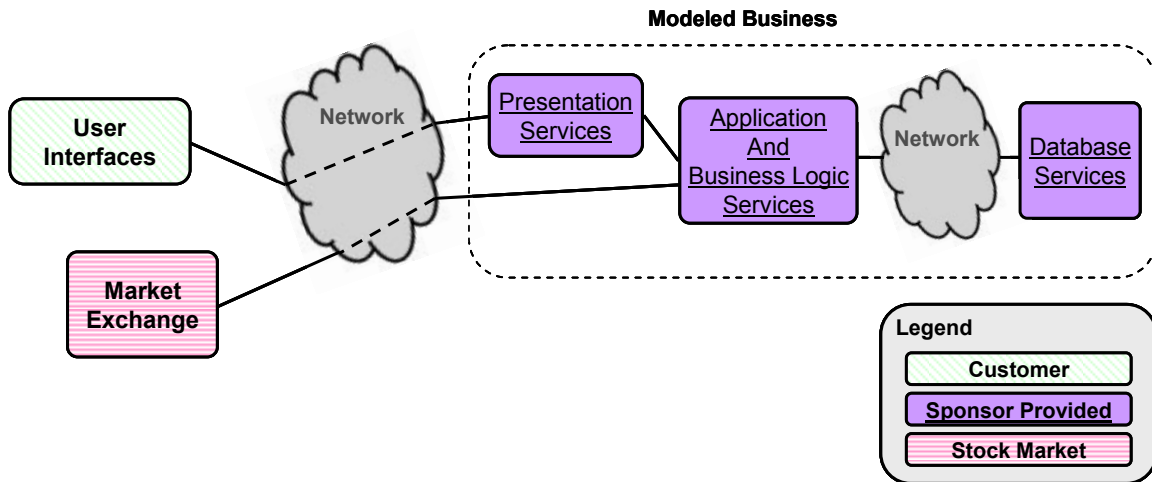 Modeled Business
User
Interfaces
Network
Presentation
Services
Application
And
Business Logic
Services
Network
Database
Services
Market
Exchange
Legend
Customer
Sponsor Provided
Stock Market